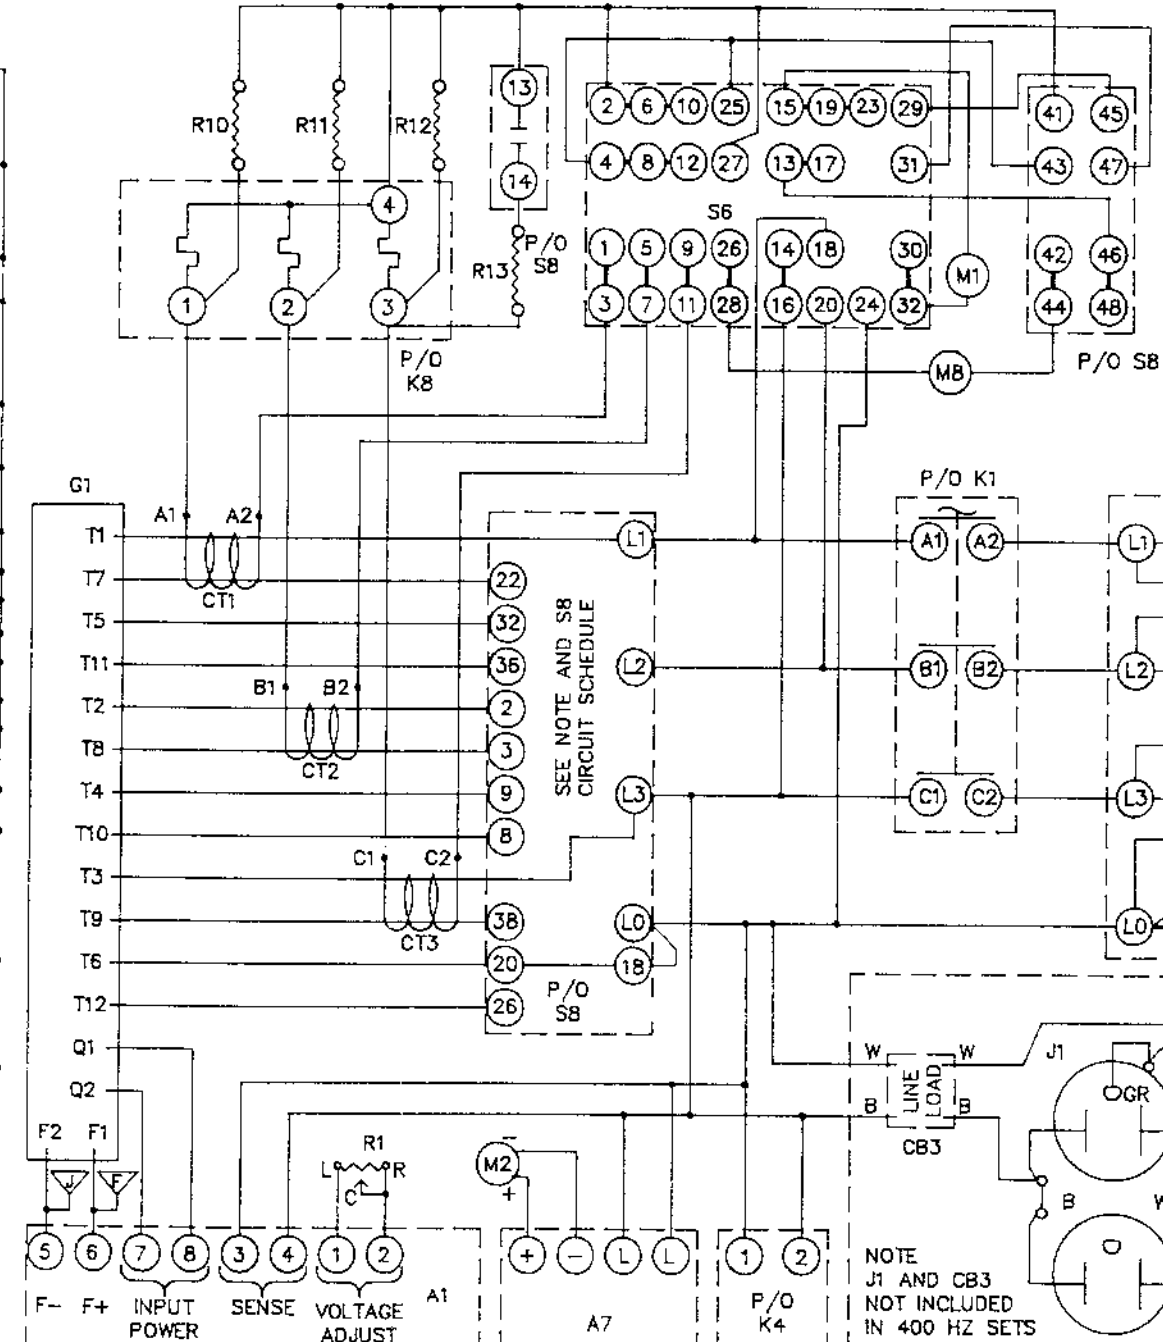 R10 R11 R12
13
14
2 6 10 25 15 19 23 29
4 8 12 27 13 17 31
S6
1 5 9 26 14 18 30
3 7 11 28 16 20 24 32
41 45
43 47
42 46
44 48
P/O S8
4
1 2 3
P/O
K8
R13
P/O
S8
M1
M8
G1
A1 A2
CT1
B1 B2
CT2
C1 C2
CT3
T1
T7
T5
T11
T2
T8
T4
T10
T3
T9
T6
T12
Q1
Q2
F2 F1
J F
22
32
36
2
3
9
8
38
20
26
L1
L2
L3
L0
18
SEE NOTE AND S8
CIRCUIT SCHEDULE
P/O
S8
P/O K1
A1 A2
B1 B2
C1 C2
L1
L2
L3
L0
W W
LINE
LOAD
B B
CB3
J1
GR
B W
R1
L R
C
M2
-
+
5 6 7 8 3 4 1 2
F- F+
INPUT
POWER
SENSE
VOLTAGE
ADJUST
A1
+ - L L
A7
1 2
P/O
K4
NOTE
J1 AND CB3
NOT INCLUDED
IN 400 HZ SETS